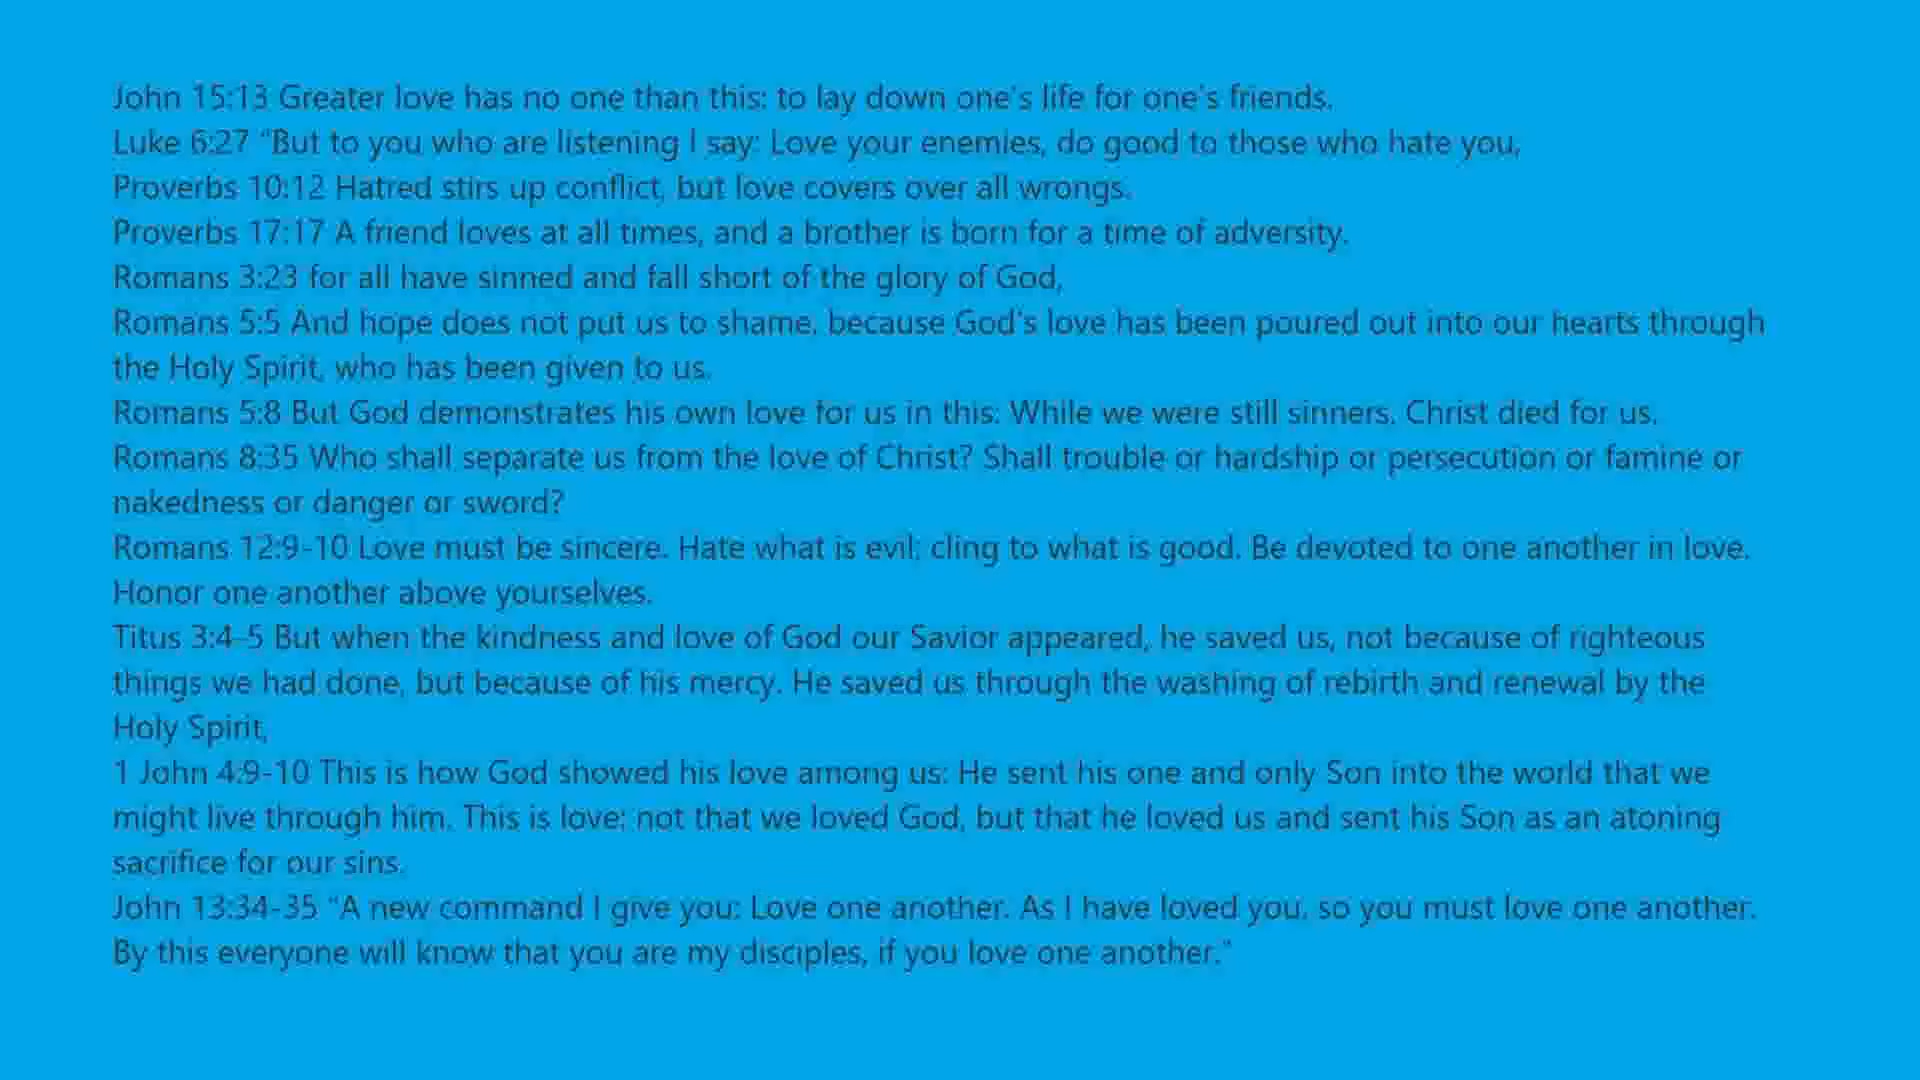 John 15:13 Greater love has no one than this: to lay down one's life for one's friends.
Luke 6:27 "But to you who are listening I say: Love your enemies, do good to those who hate you,
Proverbs 10:12 Hatred stirs up conflict, but love covers over all wrongs.
Proverbs 17:17 A friend loves at all times, and a brother is born for a time of adversity.
Romans 3:23 for all have sinned and fall short of the glory of God,
Romans 5:5 And hope does not put us to shame, because God's love has been poured out into our hearts through
the Holy Spirit, who has been given to us.
Romans 5:8 But God demonstrates his own love for us in this: While we were still sinners, Christ died for us.
Romans 8:35 Who shall separate us from the love of Christ? Shall trouble or hardship or persecution or famine or
nakedness or danger or sword?
Romans 12:9-10 Love must be sincere. Hate what is evil; cling to what is good. Be devoted to one another in love.
Honor one another above yourselves.
Titus 3:4-5 But when the kindness and love of God our Savior appeared, he saved us, not because of righteous
things we had done, but because of his mercy. He saved us through the washing of rebirth and renewal by the
Holy Spirit,
1 John 4:9-10 This is how God showed his love among us: He sent his one and only Son into the world that we
might live through him. This is love: not that we loved God, but that he loved us and sent his Son as an atoning
sacrifice for our sins.
John 13:34-35 "A new command I give you: Love one another. As I have loved you, so you must love one another.
By this everyone will know that you are my disciples, if you love one another."